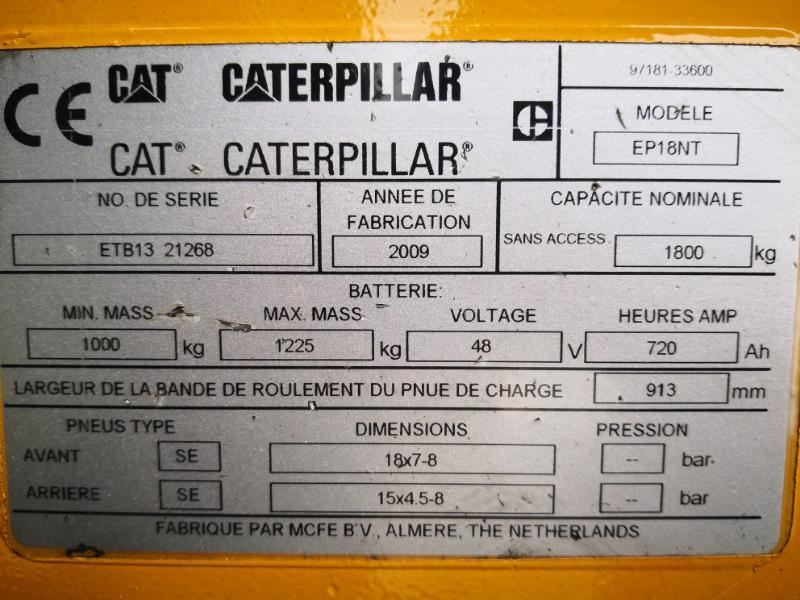 CE CAT® CATERPILLAR®
CAT® CATERPILLAR®
97181-33600
MODELE
EP18NT
NO. DE SERIE
ETB13 21268
ANNEE DE
FABRICATION
2009
CAPACITE NOMINALE
SANS ACCESS. 1800 kg
BATTERIE:
MIN. MASS MAX. MASS VOLTAGE HEURES AMP
1000 kg 1225 kg 48 V 720 Ah
LARGEUR DE LA BANDE DE ROULEMENT DU PNUE DE CHARGE 913 mm
PNEUS TYPE DIMENSIONS PRESSION
AVANT SE 18x7-8 -- bar
ARRIERE SE 15x4.5-8 -- bar
FABRIQUE PAR MCFE B.V., ALMERE, THE NETHERLANDS